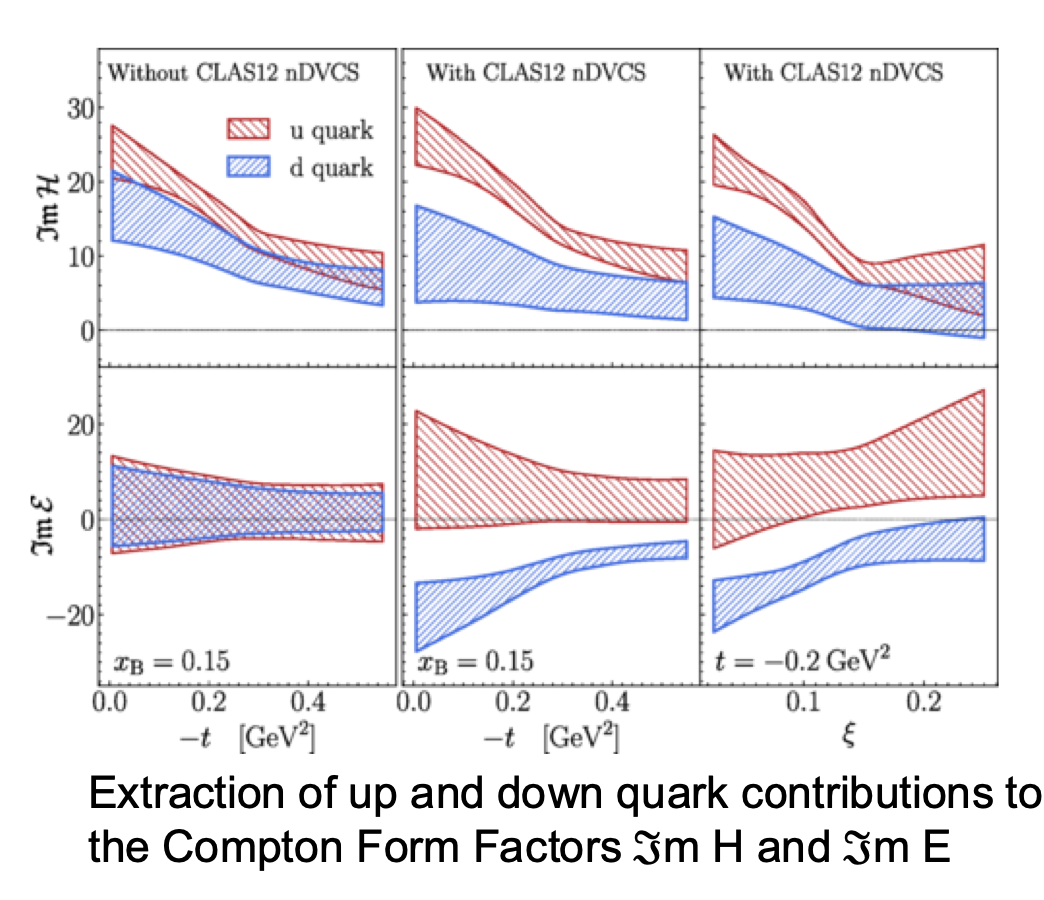 Without CLAS12 nDVCS
With CLAS12 nDVCS
With CLAS12 nDVCS
u quark
d quark
30
20
10
0
ℑm ℋ
20
0
−20
ℑm ℰ
x_B = 0.15
x_B = 0.15
t = −0.2 GeV²
0.0 0.2 0.4
0.0 0.2 0.4
0.1 0.2
−t [GeV²]
−t [GeV²]
ξ
Extraction of up and down quark contributions to
the Compton Form Factors ℑm H and ℑm E